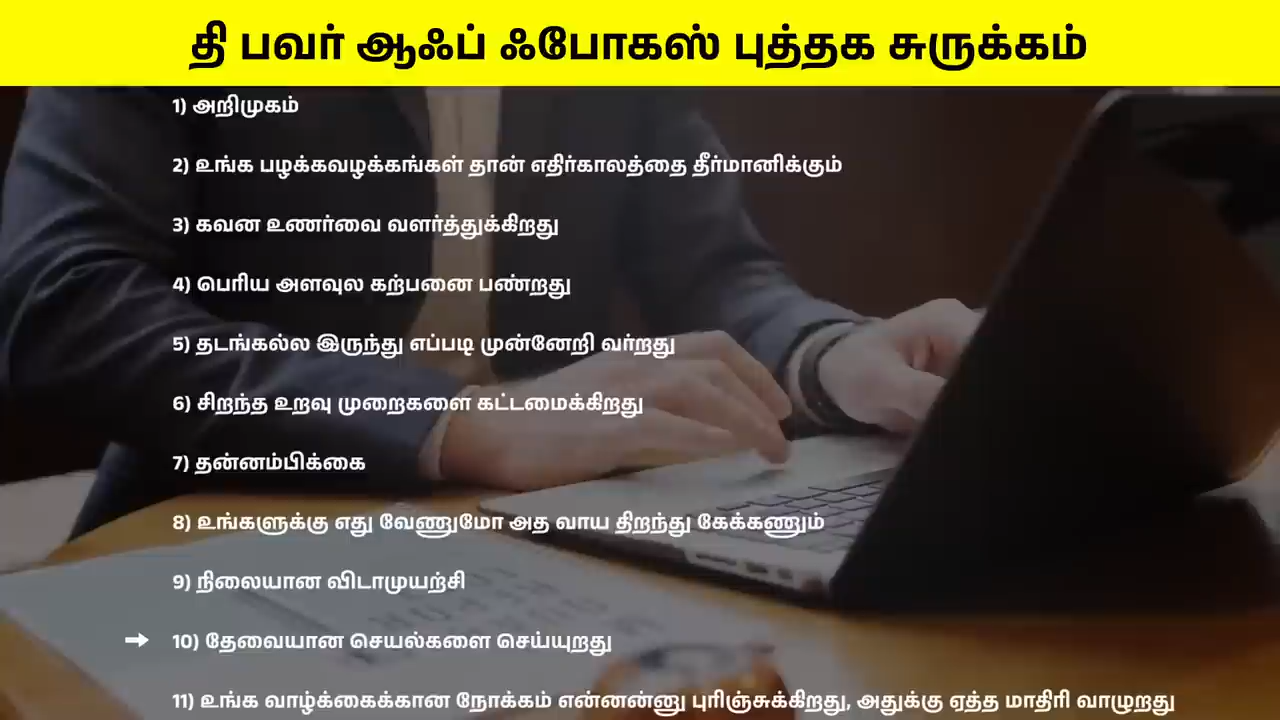 தி பவர் ஆஃப் ஃபோகஸ் புத்தக சுருக்கம்
1) அறிமுகம்
2) உங்க பழக்கவழக்கங்கள் தான் எதிர்காலத்தை தீர்மானிக்கும்
3) கவன உணர்வை வளர்த்துக்கிறது
4) பெரிய அளவுல கற்பனை பண்றது
5) தடங்கல்ல இருந்து எப்படி முன்னேறி வர்றது
6) சிறந்த உறவு முறைகளை கட்டமைக்கிறது
7) தன்னம்பிக்கை
8) உங்களுக்கு எது வேணுமோ அத வாய திறந்து கேக்கணும்
9) நிலையான விடாமுயற்சி
10) தேவையான செயல்களை செய்யுறது
11) உங்க வாழ்க்கைக்கான நோக்கம் என்னன்னு புரிஞ்சுக்கிறது, அதுக்கு ஏத்த மாதிரி வாழுறது